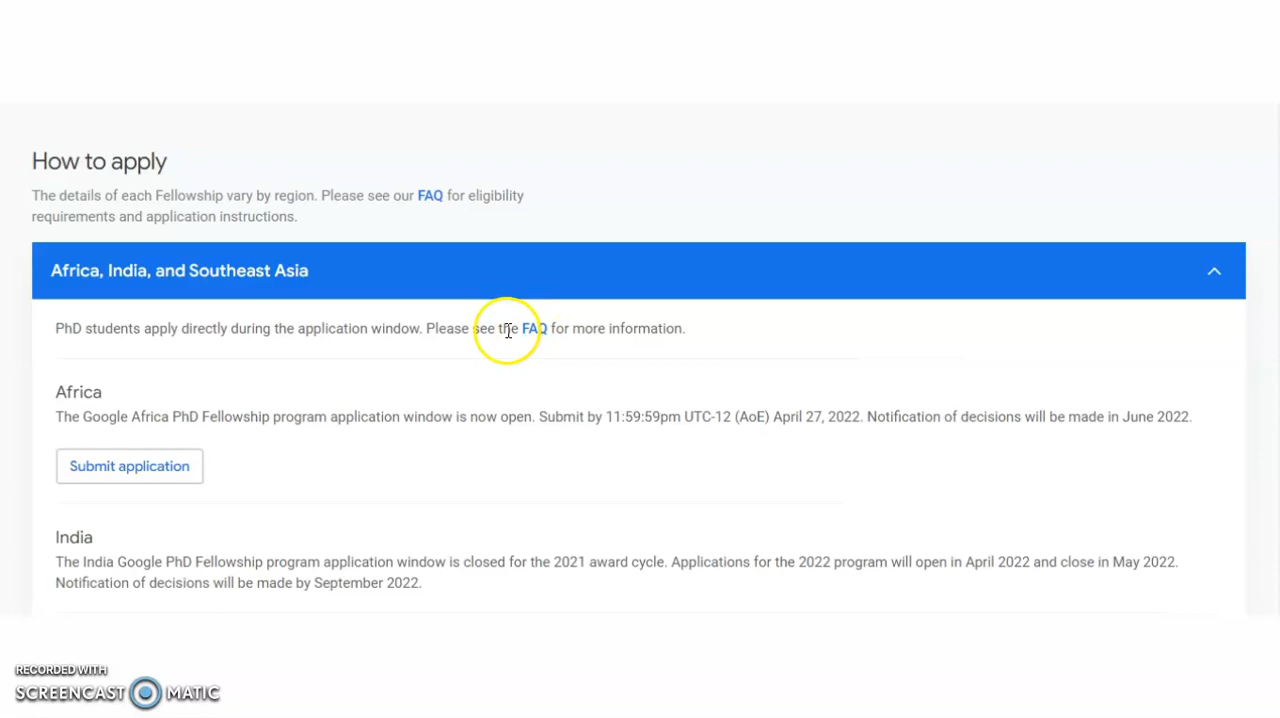 How to apply
The details of each Fellowship vary by region. Please see our FAQ for eligibility
requirements and application instructions.
Africa, India, and Southeast Asia
PhD students apply directly during the application window. Please see the FAQ for more information.
Africa
The Google Africa PhD Fellowship program application window is now open. Submit by 11:59:59pm UTC-12 (AoE) April 27, 2022. Notification of decisions will be made in June 2022.
Submit application
India
The India Google PhD Fellowship program application window is closed for the 2021 award cycle. Applications for the 2022 program will open in April 2022 and close in May 2022.
Notification of decisions will be made by September 2022.
RECORDED WITH
SCREENCAST MATIC